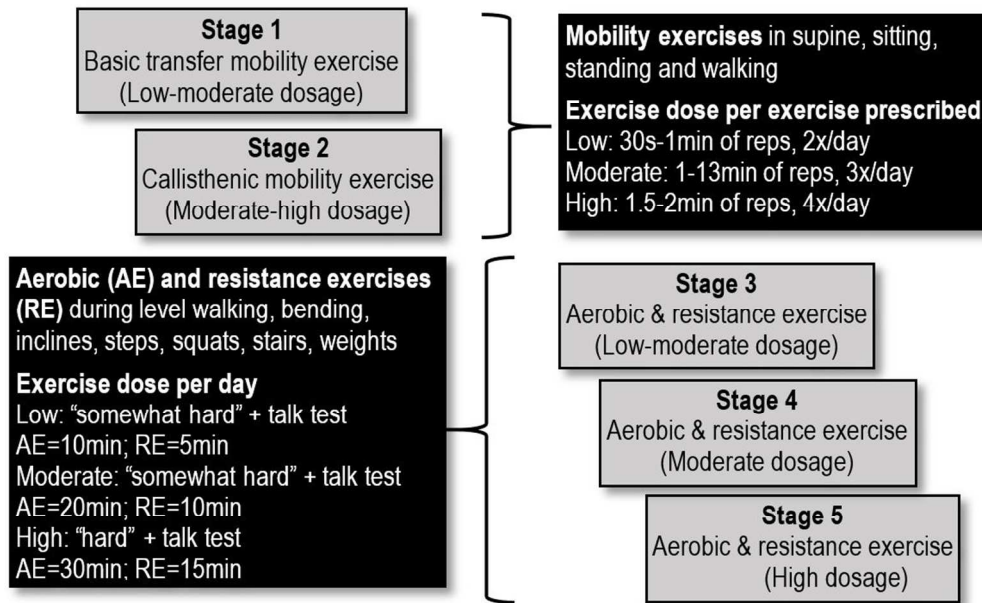 Stage 1
Basic transfer mobility exercise
(Low-moderate dosage)
Stage 2
Callisthenic mobility exercise
(Moderate-high dosage)
Mobility exercises in supine, sitting,
standing and walking
Exercise dose per exercise prescribed
Low: 30s-1min of reps, 2x/day
Moderate: 1-13min of reps, 3x/day
High: 1.5-2min of reps, 4x/day
Aerobic (AE) and resistance exercises
(RE) during level walking, bending,
inclines, steps, squats, stairs, weights
Exercise dose per day
Low: “somewhat hard” + talk test
AE=10min; RE=5min
Moderate: “somewhat hard” + talk test
AE=20min; RE=10min
High: “hard” + talk test
AE=30min; RE=15min
Stage 3
Aerobic & resistance exercise
(Low-moderate dosage)
Stage 4
Aerobic & resistance exercise
(Moderate dosage)
Stage 5
Aerobic & resistance exercise
(High dosage)